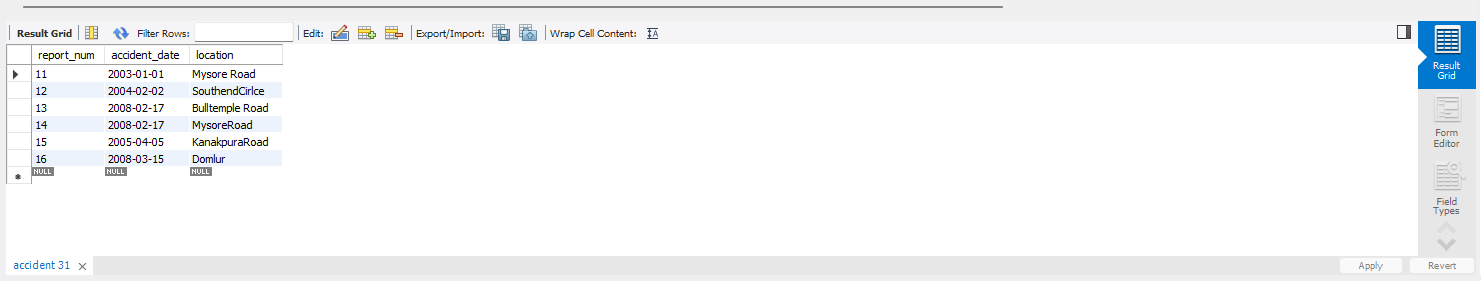 Result Grid Filter Rows: Edit: Export/Import: Wrap Cell Content:
report_num accident_date location
11 2003-01-01 Mysore Road
12 2004-02-02 SouthendCirlce
13 2008-02-17 Bulltemple Road
14 2008-02-17 MysoreRoad
15 2005-04-05 KanakpuraRoad
16 2008-03-15 Domlur
NULL NULL NULL
Result
Grid
Form
Editor
Field
Types
accident 31
Apply Revert